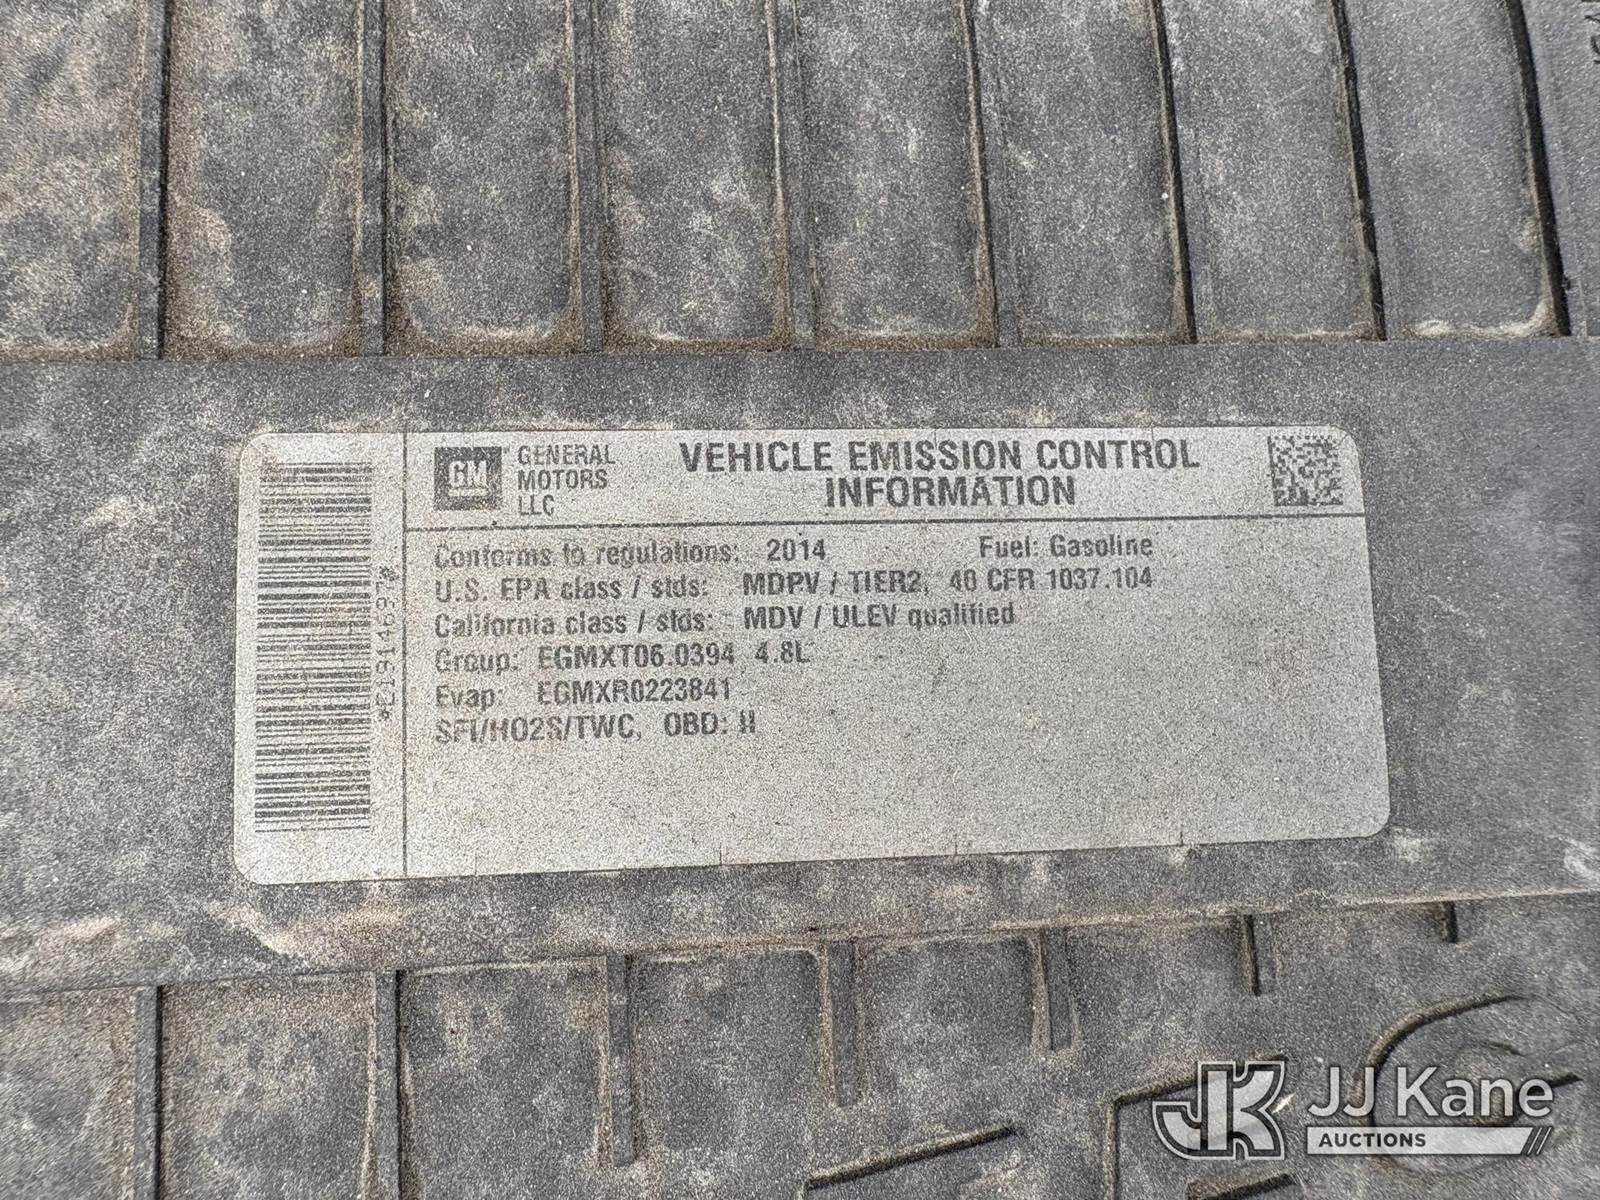 GM
GENERAL
MOTORS
LLC
VEHICLE EMISSION CONTROL
INFORMATION
Conforms to regulations: 2014 Fuel: Gasoline
U.S. EPA class / stds: MDPV / TIER2, 40 CFR 1037.104
California class / stds: MDV / ULEV qualified
Group: EGMXT06.0394 4.8L
Evap: EGMXR0223841
SFI/HO2S/TWC, OBD: II
JK
JJ Kane
AUCTIONS